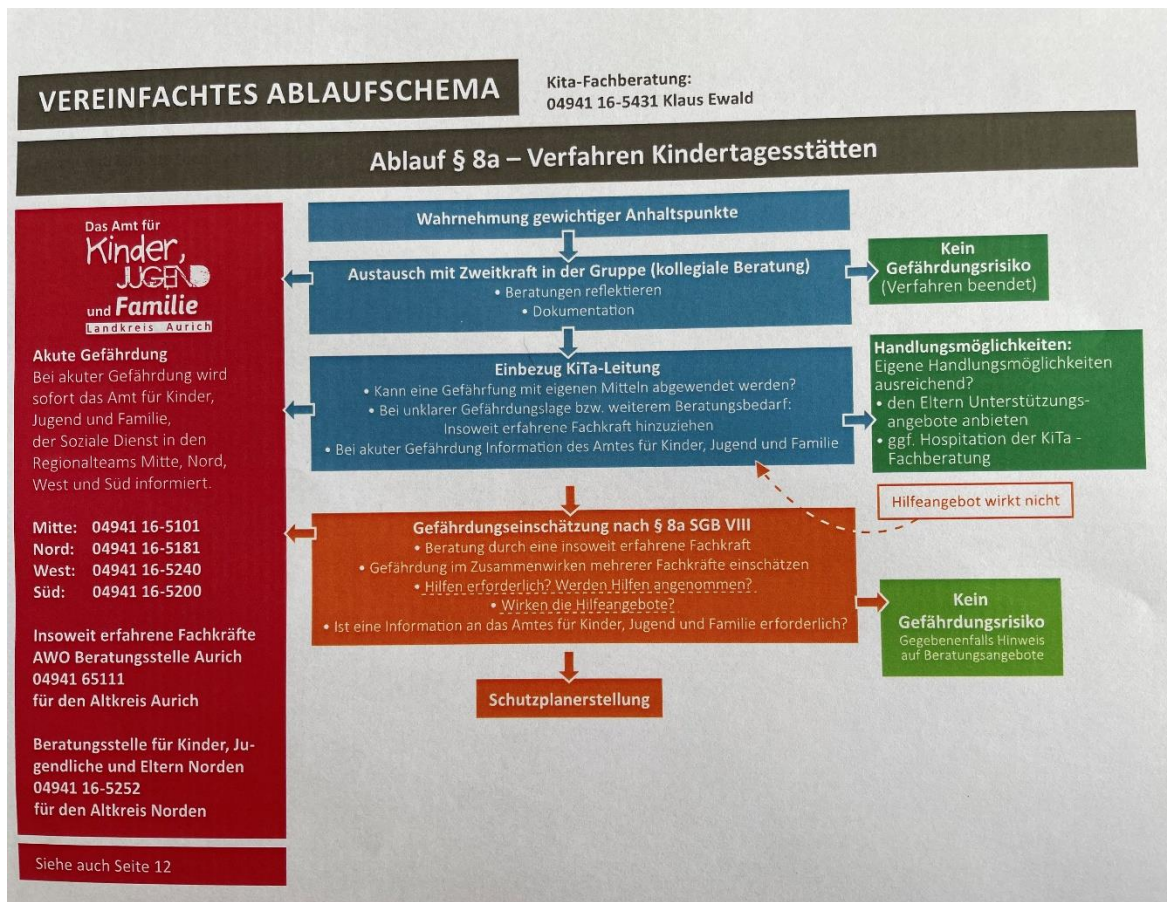 VEREINFACHTES ABLAUFSCHEMA
Kita-Fachberatung:
04941 16-5431 Klaus Ewald
Ablauf § 8a – Verfahren Kindertagesstätten
Das Amt für
Kinder,
JUGEND
und Familie
Landkreis Aurich
Akute Gefährdung
Bei akuter Gefährdung wird
sofort das Amt für Kinder,
Jugend und Familie,
der Soziale Dienst in den
Regionalteams Mitte, Nord,
West und Süd informiert.
Mitte: 04941 16-5101
Nord: 04941 16-5181
West: 04941 16-5240
Süd: 04941 16-5200
Insoweit erfahrene Fachkräfte
AWO Beratungsstelle Aurich
04941 65111
für den Altkreis Aurich
Beratungsstelle für Kinder, Ju-
gendliche und Eltern Norden
04941 16-5252
für den Altkreis Norden
Siehe auch Seite 12
Wahrnehmung gewichtiger Anhaltspunkte
Austausch mit Zweitkraft in der Gruppe (kollegiale Beratung)
• Beratungen reflektieren
• Dokumentation
Kein
Gefährdungsrisiko
(Verfahren beendet)
Einbezug KiTa-Leitung
• Kann eine Gefährfung mit eigenen Mitteln abgewendet werden?
• Bei unklarer Gefährdungslage bzw. weiterem Beratungsbedarf:
Insoweit erfahrene Fachkraft hinzuziehen
• Bei akuter Gefährdung Information des Amtes für Kinder, Jugend und Familie
Handlungsmöglichkeiten:
Eigene Handlungsmöglichkeiten
ausreichend?
• den Eltern Unterstützungs-
angebote anbieten
• ggf. Hospitation der KiTa -
Fachberatung
Hilfeangebot wirkt nicht
Gefährdungseinschätzung nach § 8a SGB VIII
• Beratung durch eine insoweit erfahrene Fachkraft
• Gefährdung im Zusammenwirken mehrerer Fachkräfte einschätzen
• Hilfen erforderlich? Werden Hilfen angenommen?
• Wirken die Hilfeangebote?
• Ist eine Information an das Amtes für Kinder, Jugend und Familie erforderlich?
Kein
Gefährdungsrisiko
Gegebenenfalls Hinweis
auf Beratungsangebote
Schutzplanerstellung